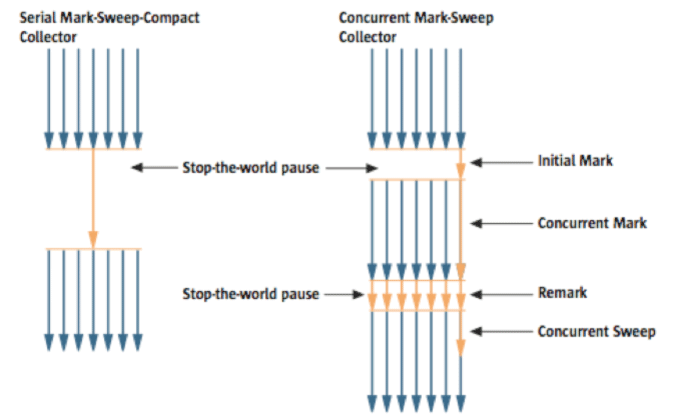 Serial Mark-Sweep-Compact
Collector
Concurrent Mark-Sweep
Collector
Stop-the-world pause
Initial Mark
Concurrent Mark
Stop-the-world pause
Remark
Concurrent Sweep